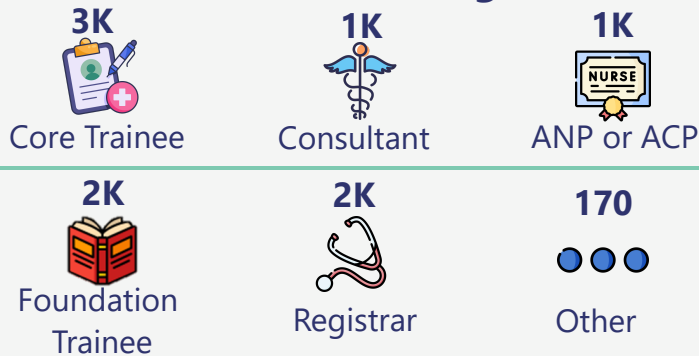 3K
1K
1K
NURSE
Core Trainee
Consultant
ANP or ACP
2K
2K
170
Foundation
Trainee
Registrar
Other